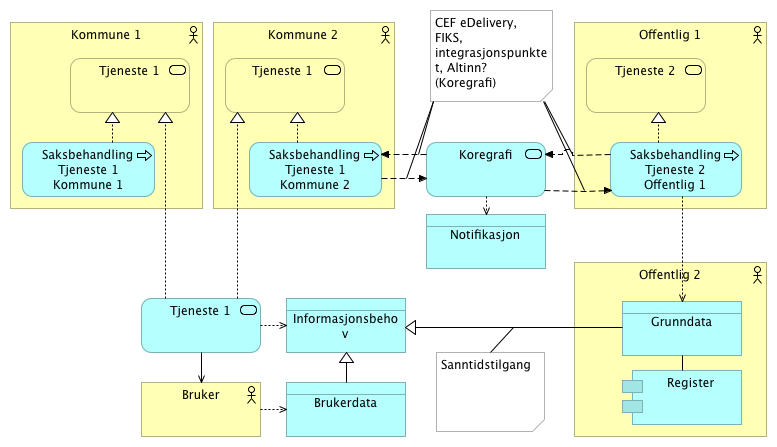 Kommune 1
Tjeneste 1
Saksbehandling
Tjeneste 1
Kommune 1
Kommune 2
Tjeneste 1
Saksbehandling
Tjeneste 1
Kommune 2
CEF eDelivery,
FIKS,
integrasjonspunkte
t, Altinn?
(Koregrafi)
Koregrafi
Notifikasjon
Offentlig 1
Tjeneste 2
Saksbehandling
Tjeneste 2
Offentlig 1
Tjeneste 1
Bruker
Informasjonsbeho
v
Brukerdata
Sanntidstilgang
Offentlig 2
Grunndata
Register